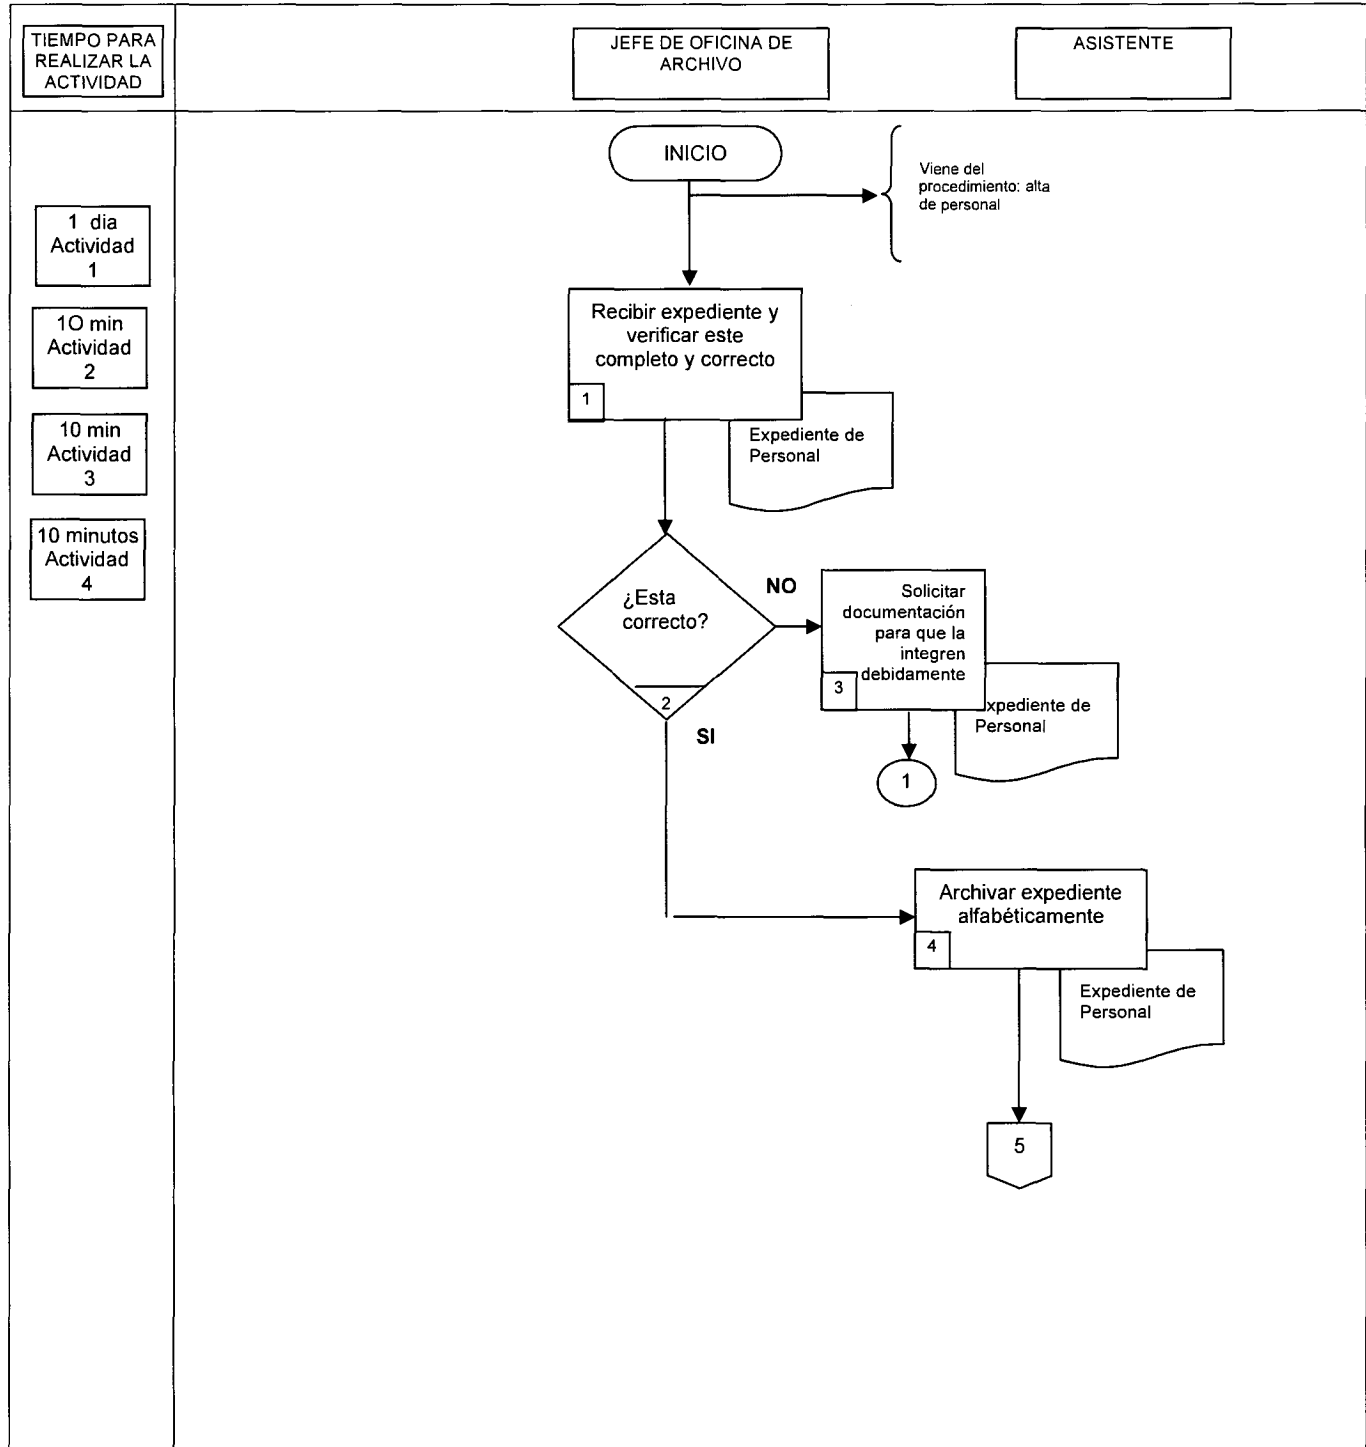 TIEMPO PARA
REALIZAR LA
ACTIVIDAD
JEFE DE OFICINA DE
ARCHIVO
ASISTENTE
INICIO
Viene del
procedimiento: alta
de personal
1 dia
Actividad
1
1O min
Actividad
2
10 min
Actividad
3
10 minutos
Actividad
4
Recibir expediente y
verificar este
completo y correcto
1
Expediente de
Personal
¿Esta
correcto?
2
NO
SI
Solicitar
documentación
para que la
integren
debidamente
3
xpediente de
Personal
1
Archivar expediente
alfabéticamente
4
Expediente de
Personal
5